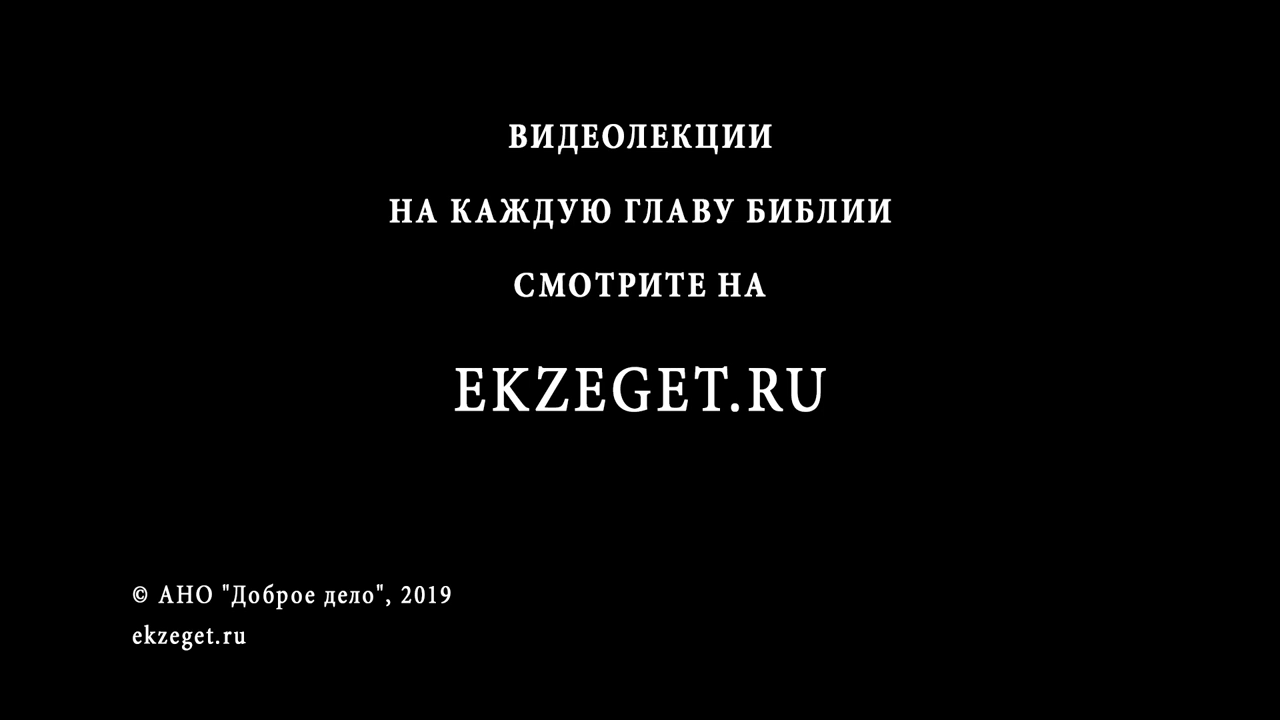 ВИДЕОЛЕКЦИИ
НА КАЖДУЮ ГЛАВУ БИБЛИИ
СМОТРИТЕ НА
EKZEGET.RU
© АНО "Доброе дело", 2019
ekzeget.ru